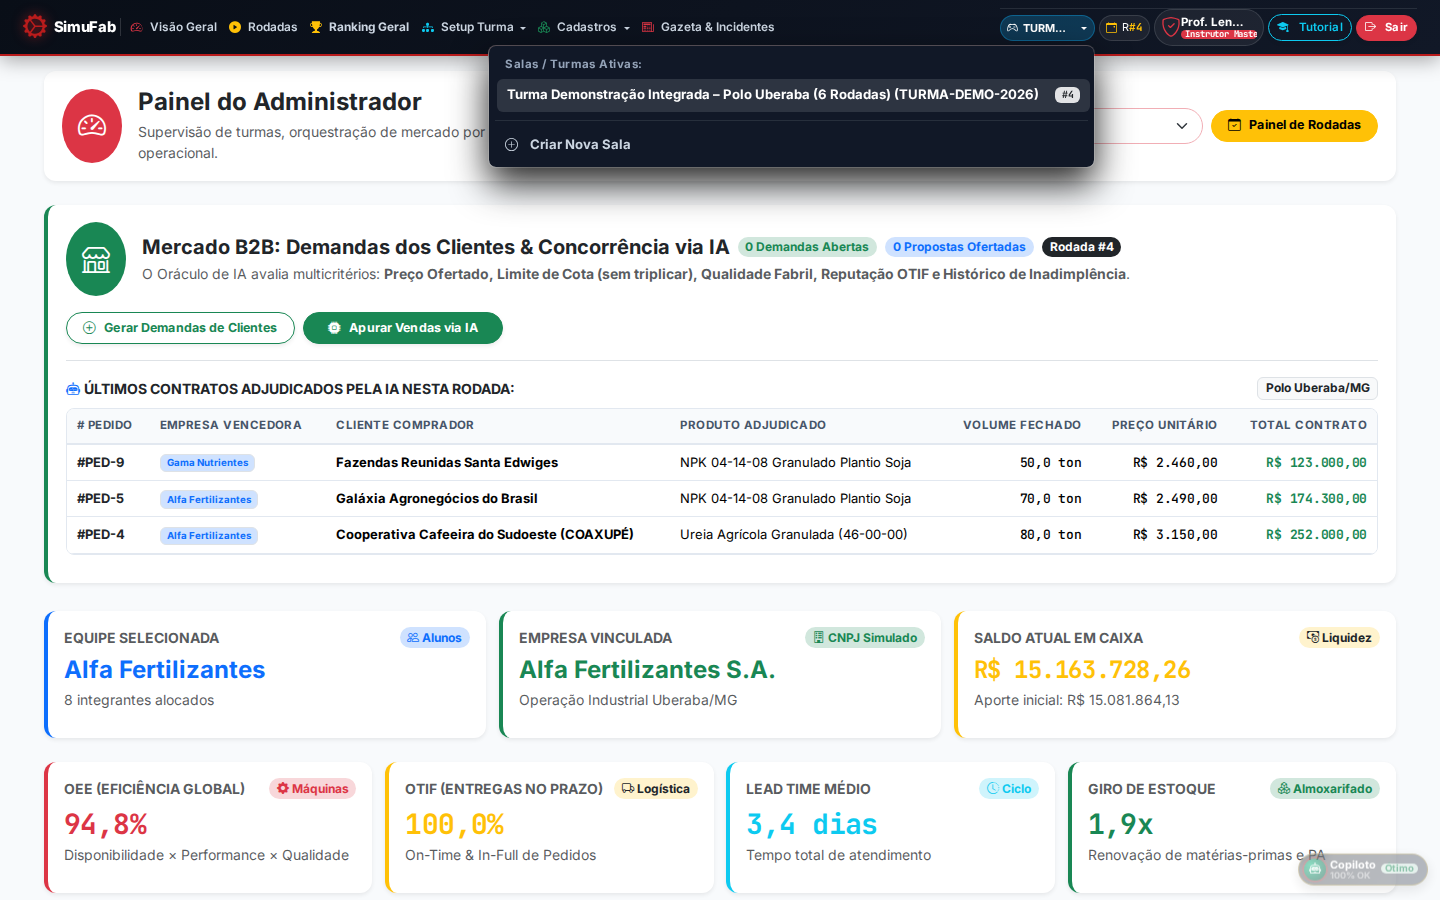 SimuFab
Visão Geral
Rodadas
Ranking Geral
Setup Turma
Cadastros
Gazeta & Incidentes
TURM...
R#4
Prof. Len...
Instrutor Maste
Tutorial
Sair
Salas / Turmas Ativas:
Turma Demonstração Integrada – Polo Uberaba (6 Rodadas) (TURMA-DEMO-2026)
#4
Criar Nova Sala
Painel do Administrador
Supervisão de turmas, orquestração de mercado por
operacional.
Painel de Rodadas
Mercado B2B: Demandas dos Clientes & Concorrência via IA
0 Demandas Abertas
0 Propostas Ofertadas
Rodada #4
O Oráculo de IA avalia multicritérios: Preço Ofertado, Limite de Cota (sem triplicar), Qualidade Fabril, Reputação OTIF e Histórico de Inadimplência.
Gerar Demandas de Clientes
Apurar Vendas via IA
ÚLTIMOS CONTRATOS ADJUDICADOS PELA IA NESTA RODADA:
Polo Uberaba/MG
# PEDIDO EMPRESA VENCEDORA CLIENTE COMPRADOR PRODUTO ADJUDICADO VOLUME FECHADO PREÇO UNITÁRIO TOTAL CONTRATO
#PED-9 Gama Nutrientes Fazendas Reunidas Santa Edwiges NPK 04-14-08 Granulado Plantio Soja 50,0 ton R$ 2.460,00 R$ 123.000,00
#PED-5 Alfa Fertilizantes Galáxia Agronegócios do Brasil NPK 04-14-08 Granulado Plantio Soja 70,0 ton R$ 2.490,00 R$ 174.300,00
#PED-4 Alfa Fertilizantes Cooperativa Cafeeira do Sudoeste (COAXUPÉ) Ureia Agrícola Granulada (46-00-00) 80,0 ton R$ 3.150,00 R$ 252.000,00
EQUIPE SELECIONADA
Alunos
Alfa Fertilizantes
8 integrantes alocados
EMPRESA VINCULADA
CNPJ Simulado
Alfa Fertilizantes S.A.
Operação Industrial Uberaba/MG
SALDO ATUAL EM CAIXA
Liquidez
R$ 15.163.728,26
Aporte inicial: R$ 15.081.864,13
OEE (EFICIÊNCIA GLOBAL)
Máquinas
94,8%
Disponibilidade × Performance × Qualidade
OTIF (ENTREGAS NO PRAZO)
Logística
100,0%
On-Time & In-Full de Pedidos
LEAD TIME MÉDIO
Ciclo
3,4 dias
Tempo total de atendimento
GIRO DE ESTOQUE
Almoxarifado
1,9x
Renovação de matérias-primas e PA
Copiloto
100% OK
Ótimo